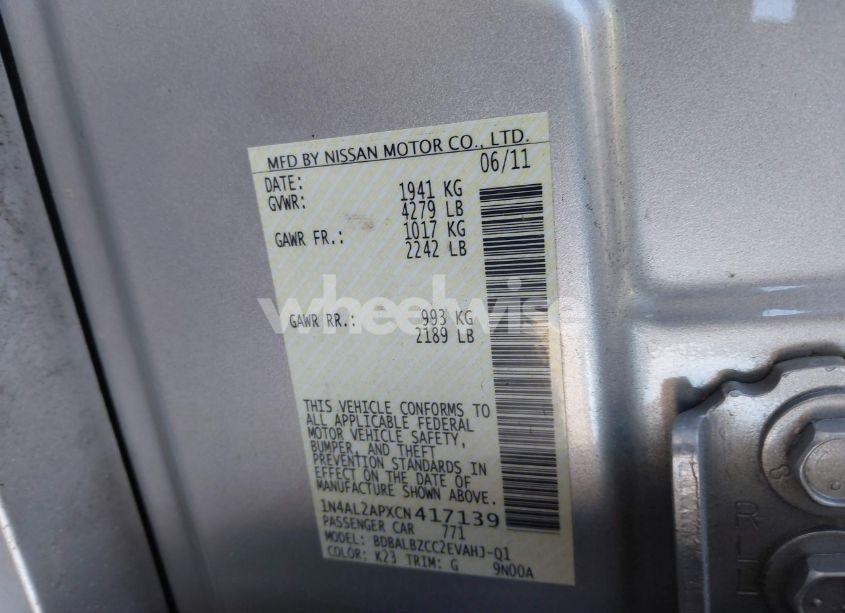 MFD BY NISSAN MOTOR CO., LTD.
DATE: 06/11
GVWR: 1941 KG
4279 LB
GAWR FR.: 1017 KG
2242 LB
wheelwise
GAWR RR.: 993 KG
2189 LB
THIS VEHICLE CONFORMS TO
ALL APPLICABLE FEDERAL
MOTOR VEHICLE SAFETY,
BUMPER, AND THEFT
PREVENTION STANDARDS IN
EFFECT ON THE DATE OF
MANUFACTURE SHOWN ABOVE.
1N4AL2APXCN417139
PASSENGER CAR 771
MODEL: BDBALBZCC2EVAHJ-Q1
COLOR: K23 TRIM: G 9N00A
8